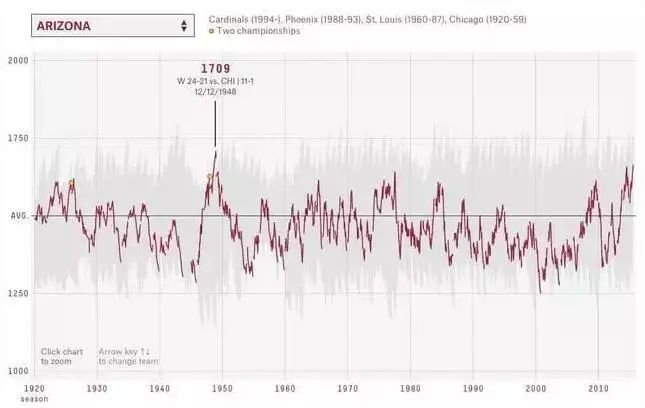 ARIZONA
Cardinals (1994-), Phoenix (1988-93), St. Louis (1960-87), Chicago (1920-59)
Two championships
2000
1709
W 24-21 vs. CHI | 11-1
12/12/1948
1750
AVG.
1250
Click chart
to zoom
Arrow key ↑↓
to change team
1000
1920 1930 1940 1950 1960 1970 1980 1990 2000 2010
season